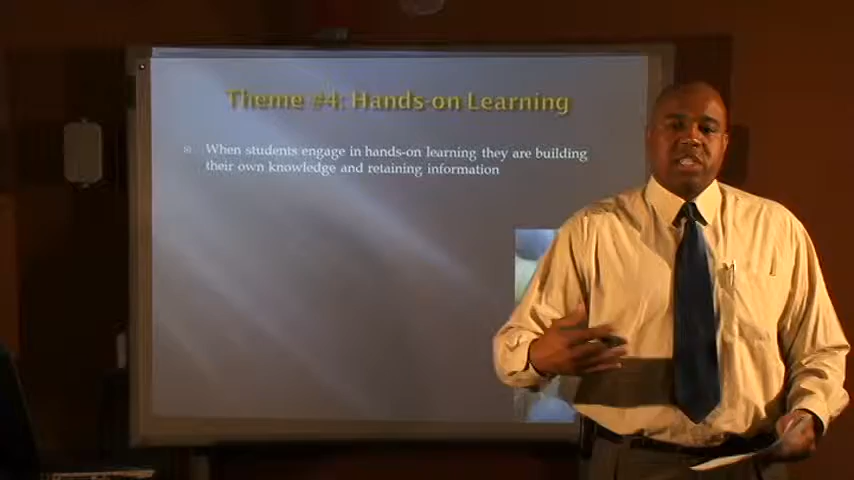 Theme #4: Hands-on Learning
When students engage in hands-on learning they are building
their own knowledge and retaining information